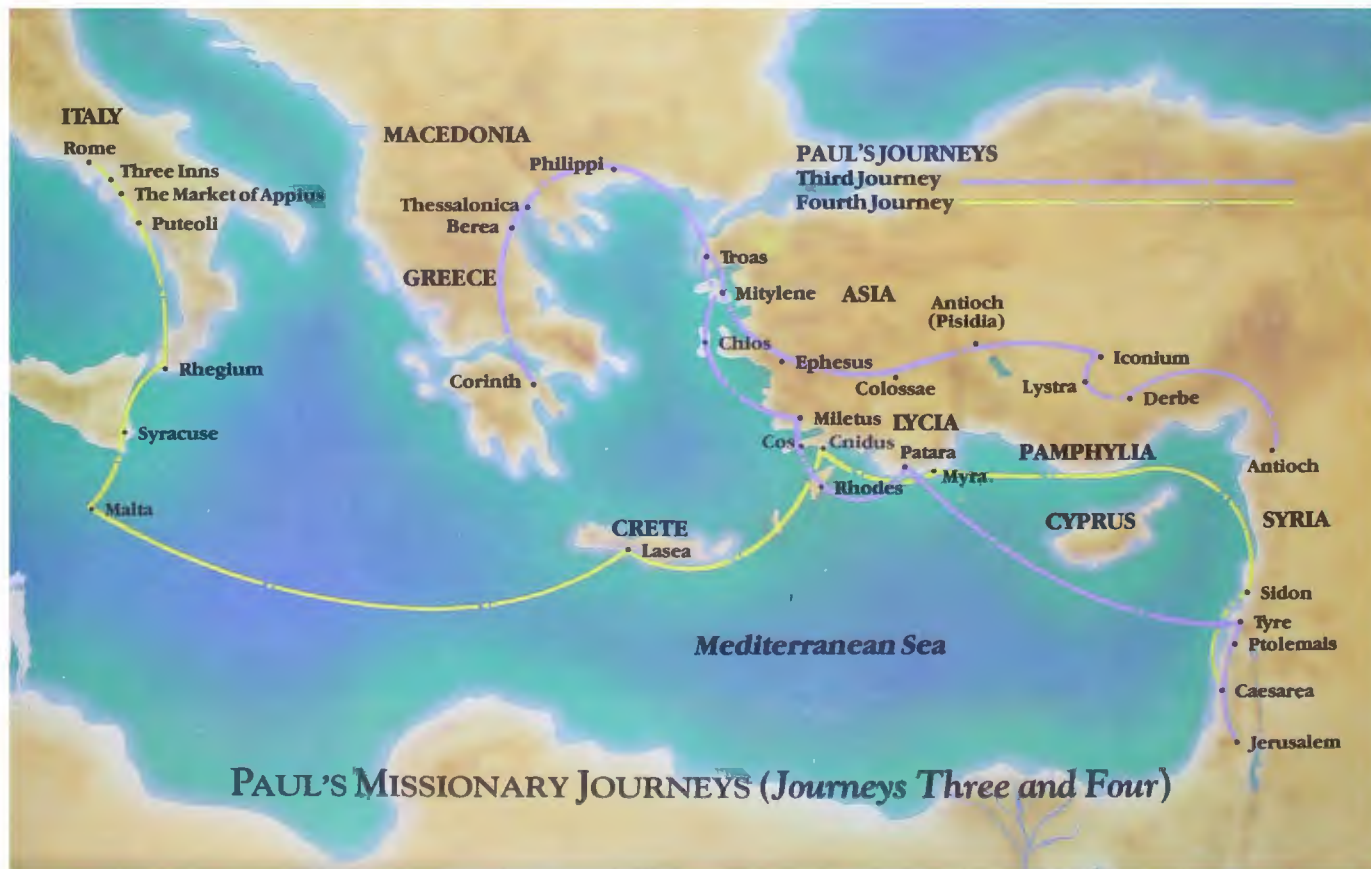 ITALY
Rome
Three Inns
The Market of Appius
Puteoli
Rhegium
Syracuse
Malta
MACEDONIA
Philippi
Thessalonica
Berea
GREECE
Corinth
PAUL'S JOURNEYS
Third Journey
Fourth Journey
Troas
Mitylene
ASIA
Antioch
(Pisidia)
Chios
Ephesus
Colossae
Iconium
Lystra
Derbe
Miletus
LYCIA
Cos
Cnidus
Patara
PAMPHYLIA
Antioch
Rhodes
Myra
CRETE
Lasea
CYPRUS
SYRIA
Sidon
Tyre
Ptolemais
Caesarea
Jerusalem
Mediterranean Sea
PAUL'S MISSIONARY JOURNEYS (Journeys Three and Four)